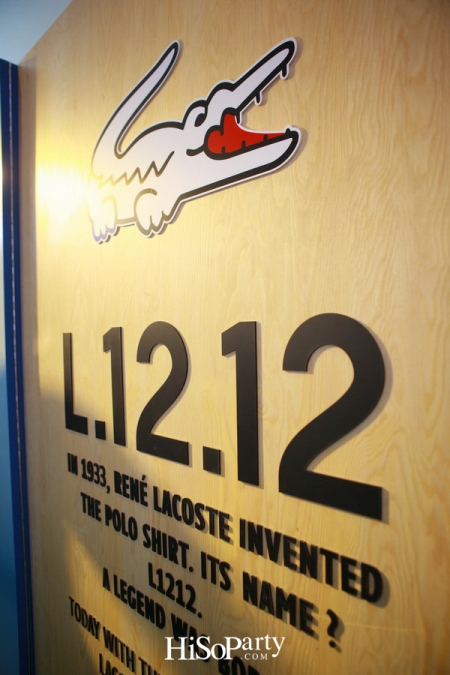 L.12.12
IN 1933, RENÉ LACOSTE INVENTED
THE POLO SHIRT. ITS NAME ?
L1212.
A LEGEND WAS BORN
TODAY WITH
HiSoParty
.COM